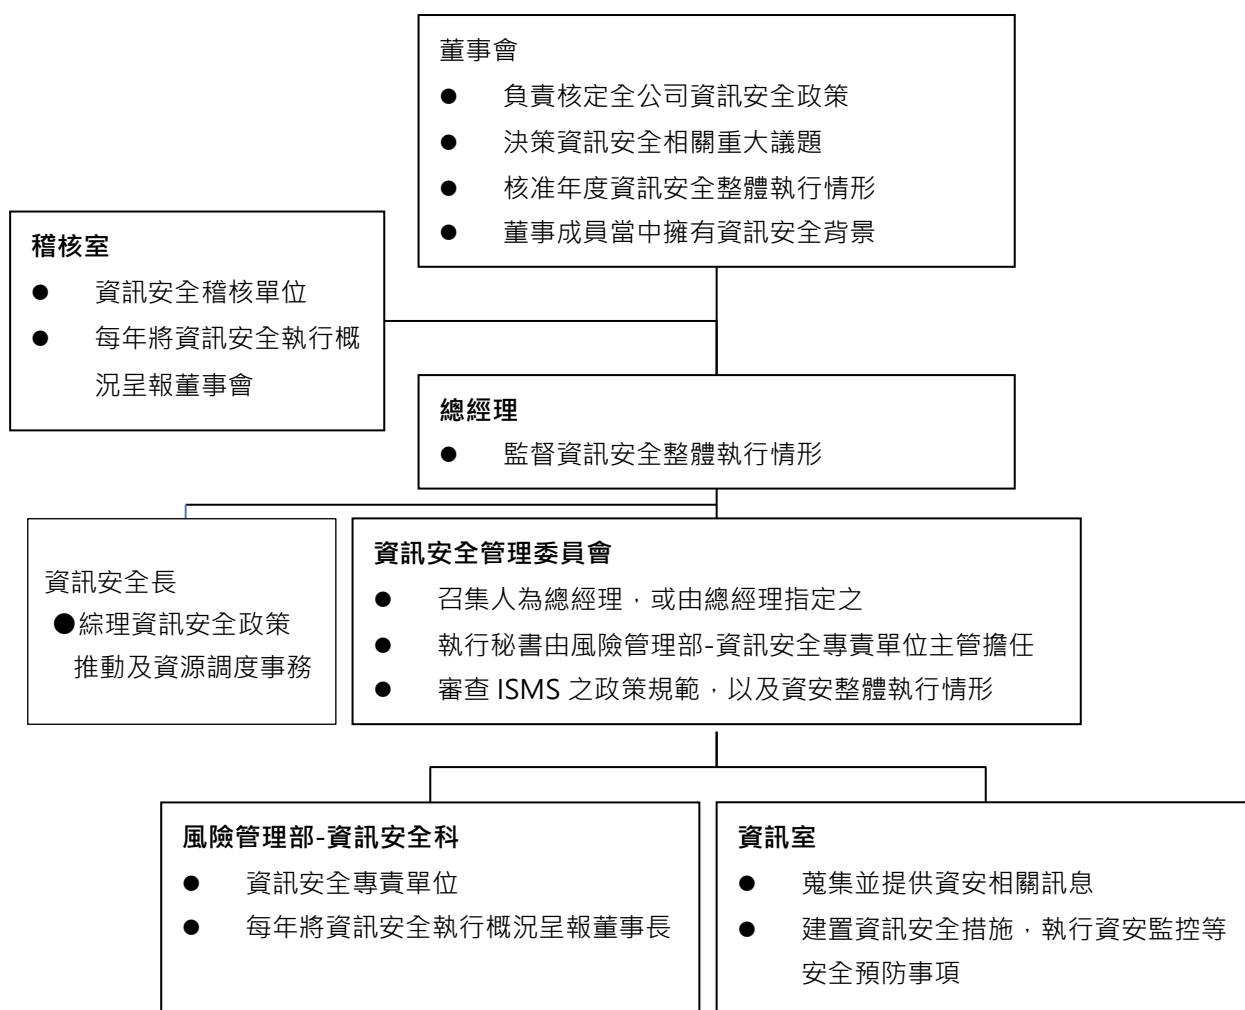 董事會
● 負責核定全公司資訊安全政策
● 決策資訊安全相關重大議題
● 核准年度資訊安全整體執行情形
● 董事成員當中擁有資訊安全背景
稽核室
● 資訊安全稽核單位
● 每年將資訊安全執行概
況呈報董事會
總經理
● 監督資訊安全整體執行情形
資訊安全長
●綜理資訊安全政策
推動及資源調度事務
資訊安全管理委員會
● 召集人為總經理，或由總經理指定之
● 執行秘書由風險管理部-資訊安全專責單位主管擔任
● 審查 ISMS 之政策規範，以及資安整體執行情形
風險管理部-資訊安全科
● 資訊安全專責單位
● 每年將資訊安全執行概況呈報董事長
資訊室
● 蒐集並提供資安相關訊息
● 建置資訊安全措施，執行資安監控等
安全預防事項